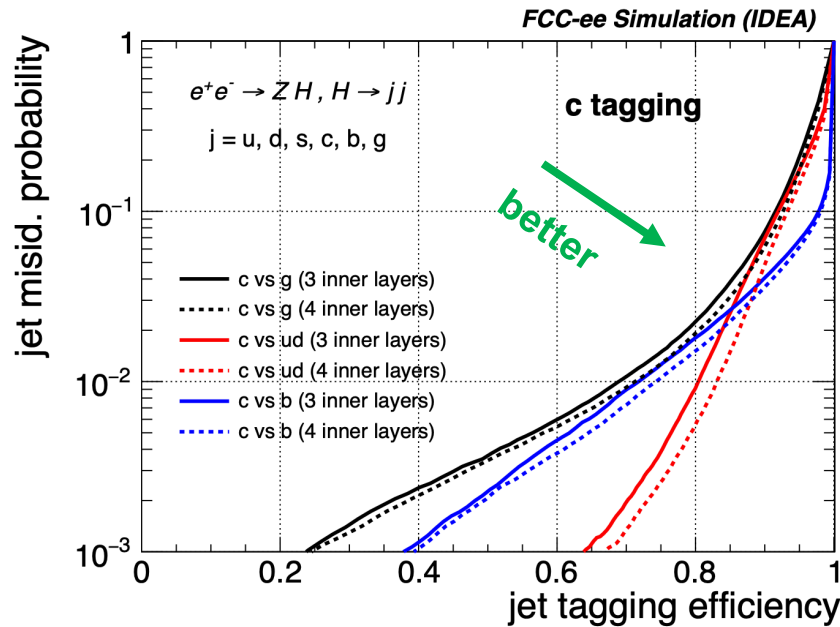 FCC-ee Simulation (IDEA)
jet misid. probability
1
10⁻¹
10⁻²
10⁻³
e⁺e⁻ → Z H , H → j j
j = u, d, s, c, b, g
c tagging
better
c vs g (3 inner layers)
c vs g (4 inner layers)
c vs ud (3 inner layers)
c vs ud (4 inner layers)
c vs b (3 inner layers)
c vs b (4 inner layers)
0 0.2 0.4 0.6 0.8 1
jet tagging efficiency